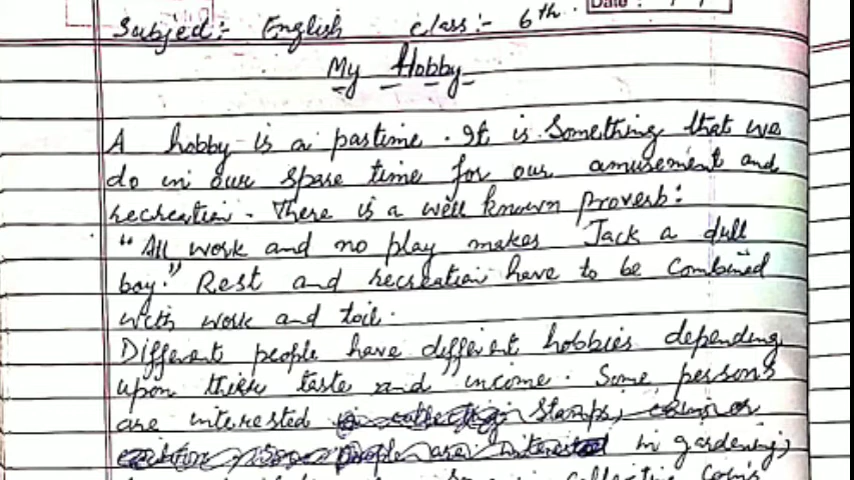 Date :
Subject:- English Class:- 6th.
My Hobby
A hobby is a pastime. It is something that we
do in our spare time for our amusement and
recreation. There is a well known proverb:
"All work and no play makes Jack a dull
boy." Rest and recreation have to be combined
with work and toil.
Different people have different hobbies depending
upon their taste and income. Some persons
are interested stamps,
in gardening,
collecting coins